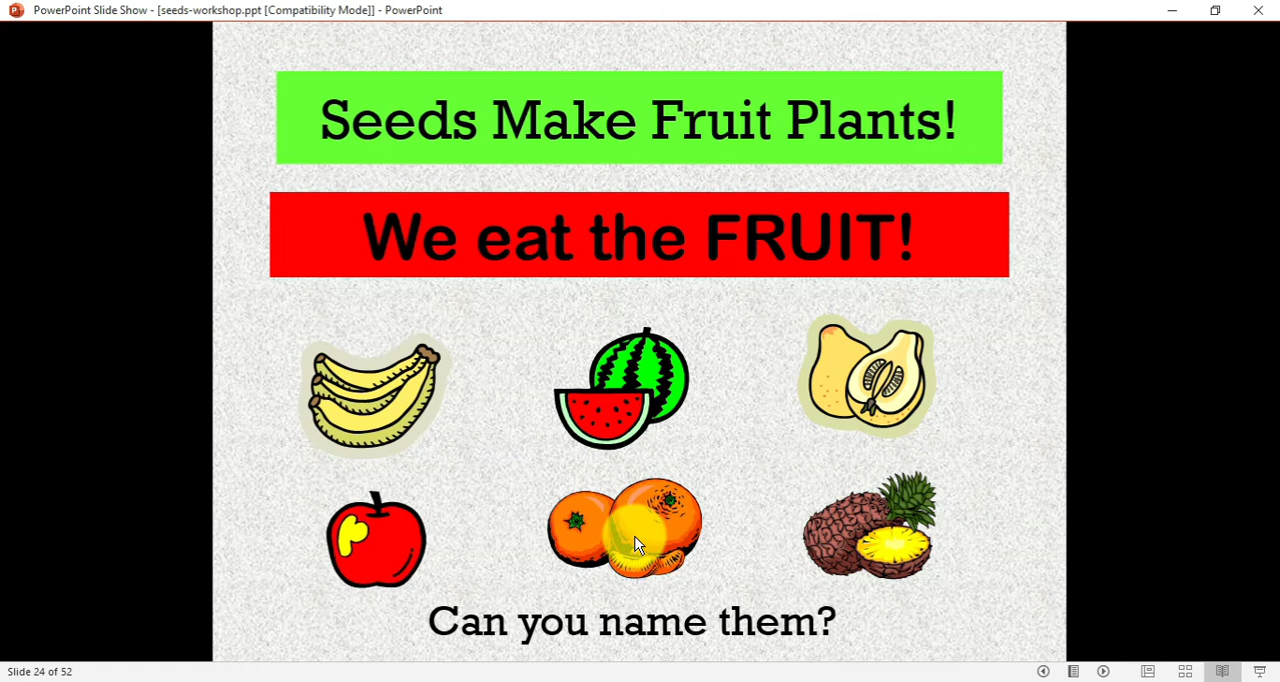 PowerPoint Slide Show - [seeds-workshop.ppt [Compatibility Mode]] - PowerPoint
Seeds Make Fruit Plants!
We eat the FRUIT!
Can you name them?
Slide 24 of 52